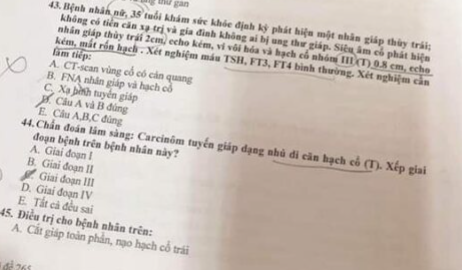 ung thư gan
43. Bệnh nhân nữ, 35 tuổi khám sức khỏe định kỳ phát hiện một nhân giáp thùy trái;
không có tiền căn xạ trị và gia đình không ai bị ung thư giáp. Siêu âm cổ phát hiện
nhân giáp thùy trái 2cm, echo kém, vi vôi hóa và hạch cổ nhóm III (T) 0.8 cm, echo
kém, mất rốn hạch. Xét nghiệm máu TSH, FT3, FT4 bình thường. Xét nghiệm cần
làm tiếp:
A. CT-scan vùng cổ có cản quang
B. FNA nhân giáp và hạch cổ
C. Xạ hình tuyến giáp
D. Câu A và B đúng
E. Câu A,B,C đúng
44. Chẩn đoán lâm sàng: Carcinôm tuyến giáp dạng nhú di căn hạch cổ (T). Xếp giai
đoạn bệnh trên bệnh nhân này?
A. Giai đoạn I
B. Giai đoạn II
Giai đoạn III
D. Giai đoạn IV
E. Tất cả đều sai
45. Điều trị cho bệnh nhân trên:
A. Cắt giáp toàn phần, nạo hạch cổ trái